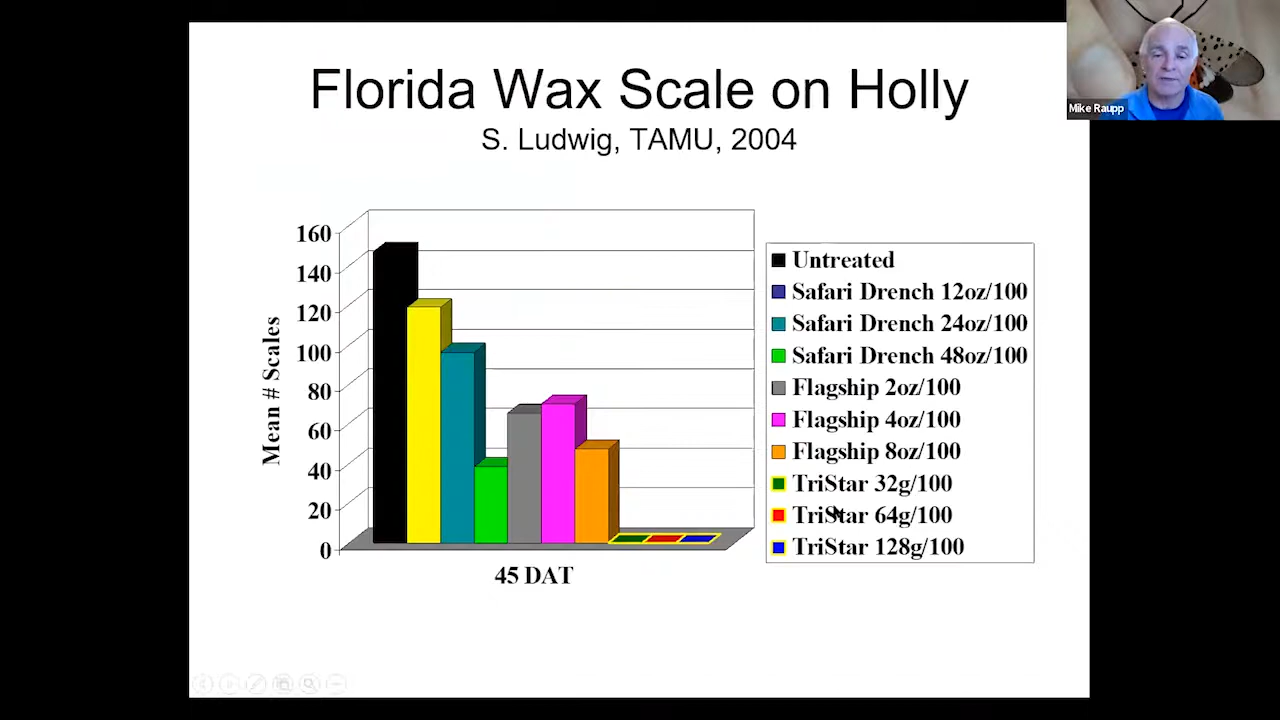 Florida Wax Scale on Holly
S. Ludwig, TAMU, 2004
Mike Raupp
160
140
120
100
80
60
40
20
0
Mean # Scales
45 DAT
Untreated
Safari Drench 12oz/100
Safari Drench 24oz/100
Safari Drench 48oz/100
Flagship 2oz/100
Flagship 4oz/100
Flagship 8oz/100
TriStar 32g/100
TriStar 64g/100
TriStar 128g/100